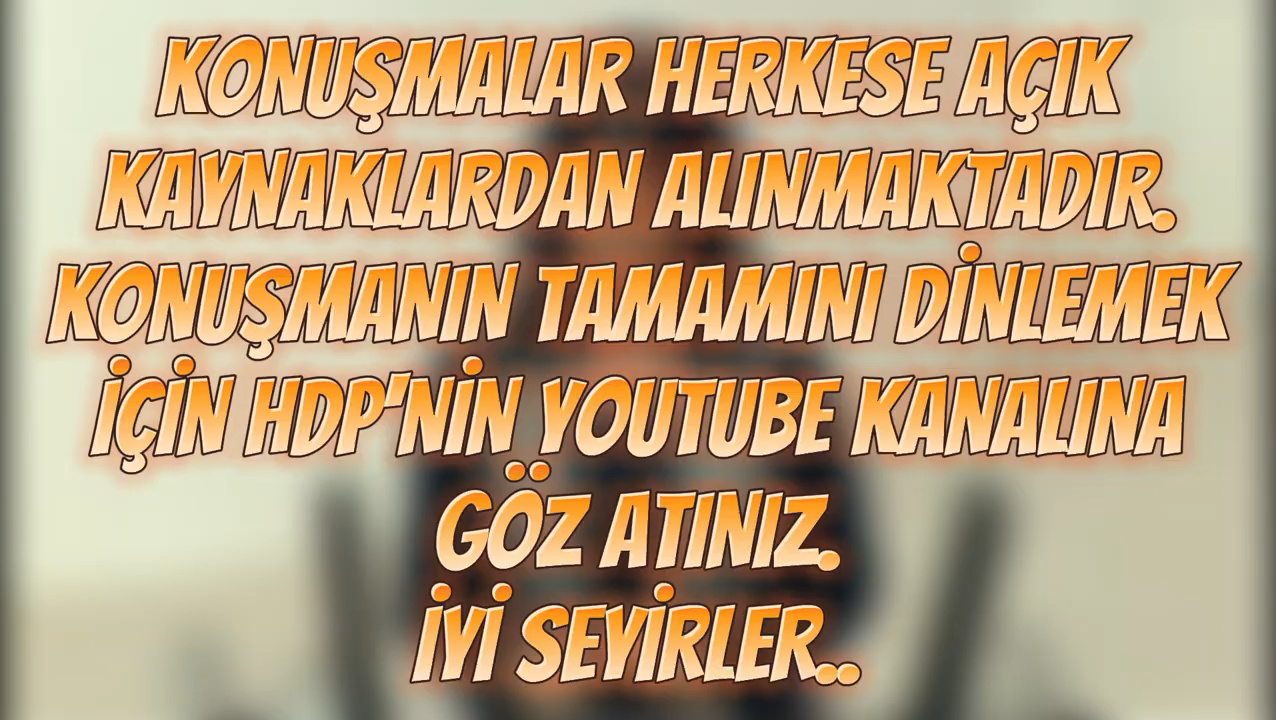 KONUŞMALAR HERKESE AÇIK
KAYNAKLARDAN ALINMAKTADIR.
KONUŞMANIN TAMAMINI DİNLEMEK
İÇİN HDP'NİN YOUTUBE KANALINA
GÖZ ATINIZ.
İYİ SEYİRLER..